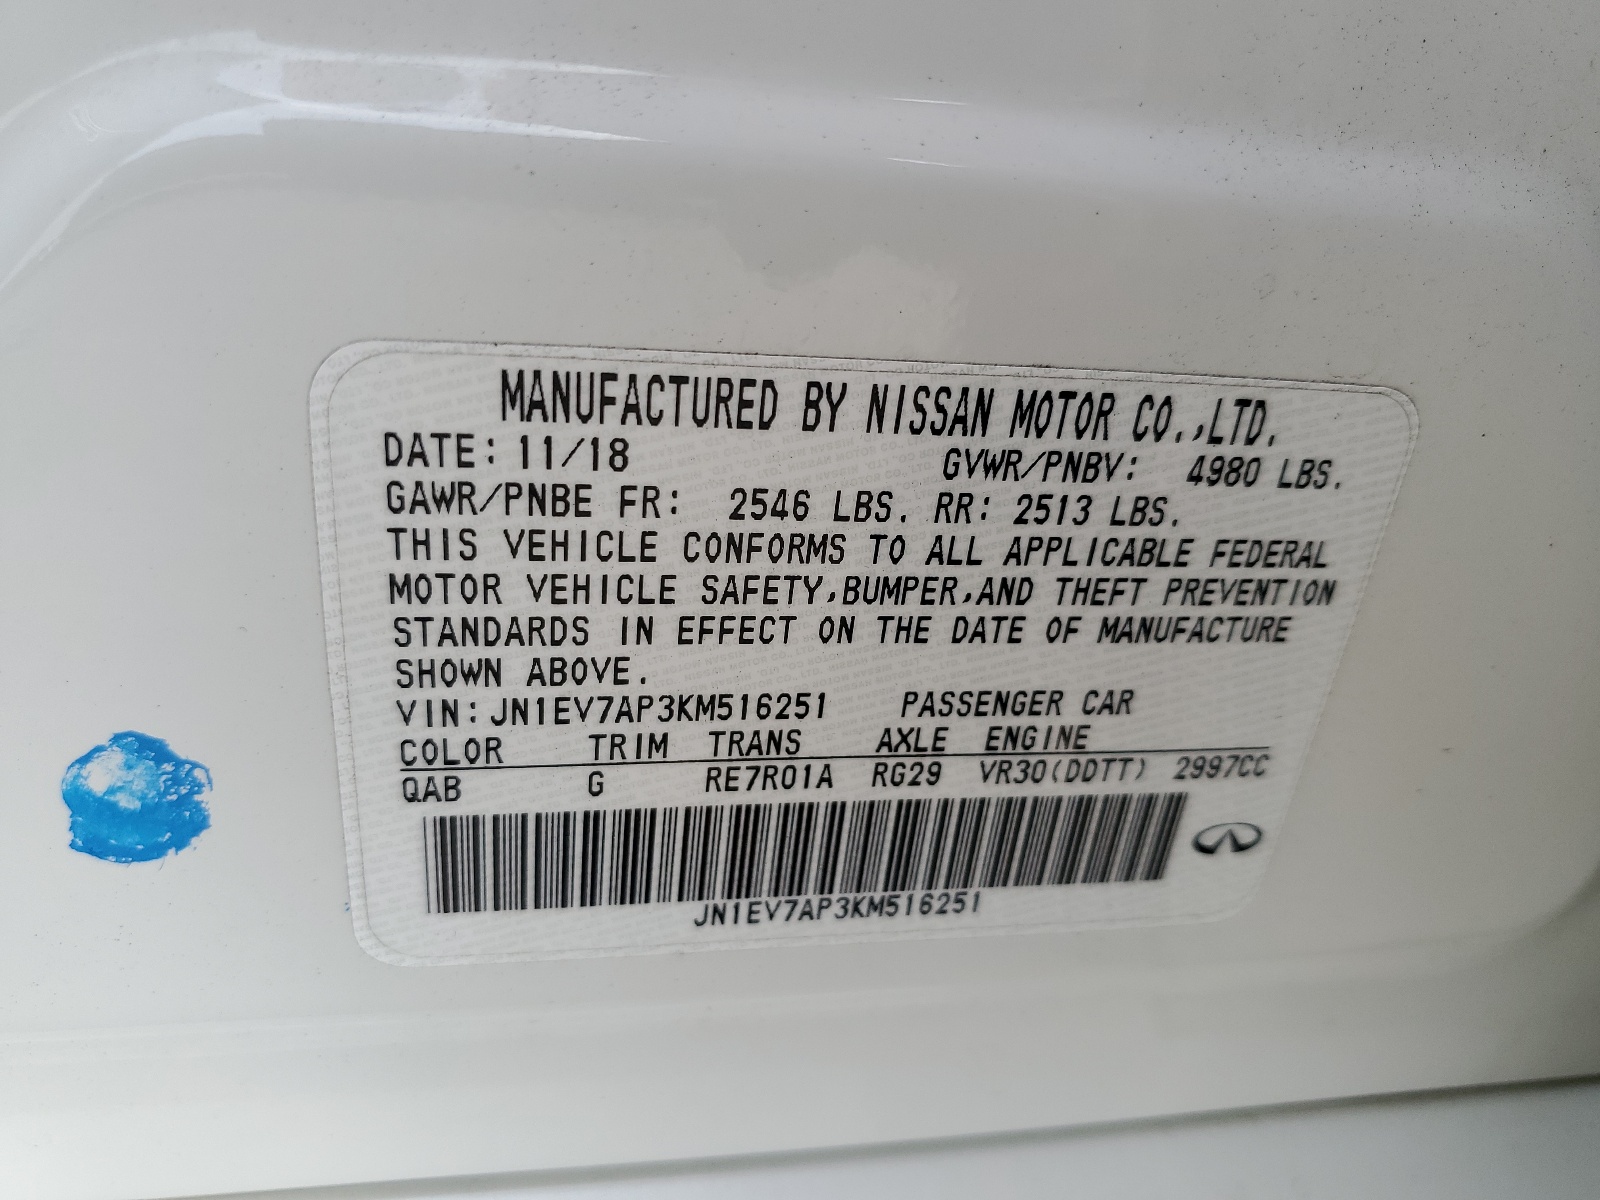 MANUFACTURED BY NISSAN MOTOR CO.,LTD.
DATE: 11/18 GVWR/PNBV: 4980 LBS.
GAWR/PNBE FR: 2546 LBS. RR: 2513 LBS.
THIS VEHICLE CONFORMS TO ALL APPLICABLE FEDERAL
MOTOR VEHICLE SAFETY,BUMPER,AND THEFT PREVENTION
STANDARDS IN EFFECT ON THE DATE OF MANUFACTURE
SHOWN ABOVE.
VIN:JN1EV7AP3KM516251 PASSENGER CAR
COLOR TRIM TRANS AXLE ENGINE
QAB G RE7R01A RG29 VR30(DDTT) 2997CC
JN1EV7AP3KM516251